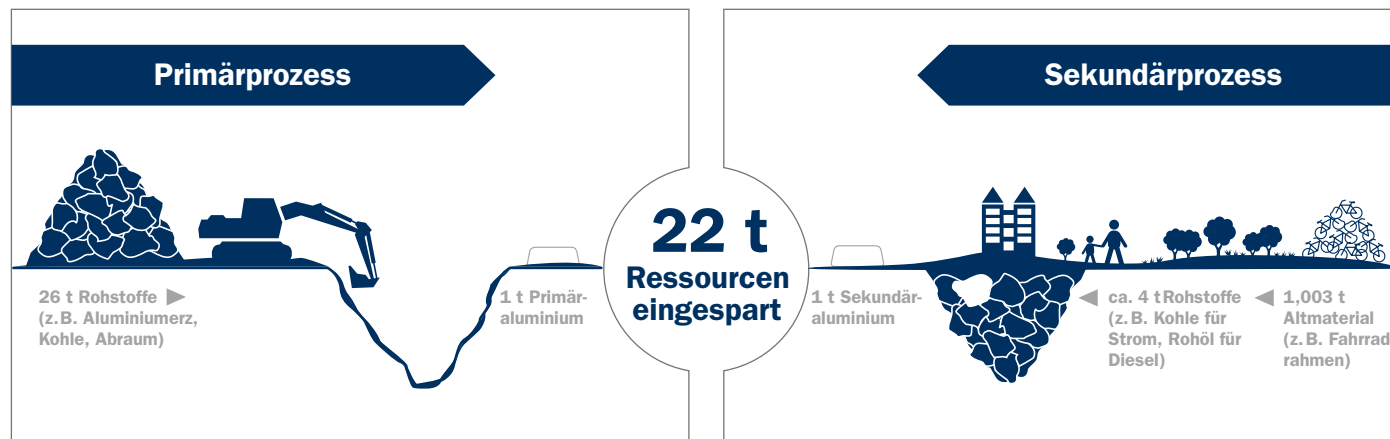 Primärprozess
26 t Rohstoffe
(z. B. Aluminiumerz,
Kohle, Abraum)
1 t Primär-
aluminium
22 t
Ressourcen
eingespart
Sekundärprozess
1 t Sekundär-
aluminium
ca. 4 t Rohstoffe
(z. B. Kohle für
Strom, Rohöl für
Diesel)
1,003 t
Altmaterial
(z. B. Fahrrad
rahmen)